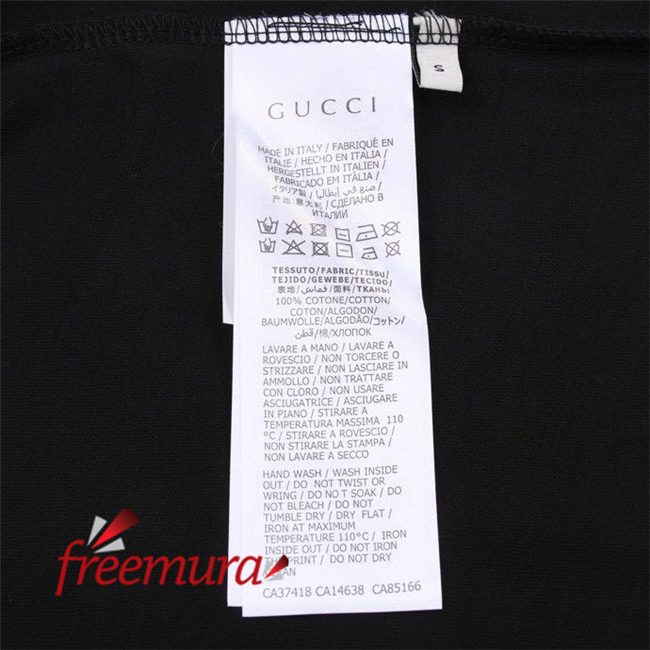 S
GUCCI
MADE IN ITALY / FABRIQUÉ EN
ITALIE / HECHO EN ITALIA /
HERGESTELLT IN ITALIEN /
FABRICADO EM ITÁLIA /
イタリア製 / صنع في إيطاليا /
产地:意大利 / СДЕЛАНО В
ИТАЛИИ
TESSUTO/FABRIC/TISSU/
TEJIDO/GEWEBE/TECIDO/
表地/قماش/面料/ТКАНЬ:
100% COTONE/COTTON/
COTON/ALGODON/
BAUMWOLLE/ALGODÃO/コットン/
قطن/棉/ХЛОПОК
LAVARE A MANO / LAVARE A
ROVESCIO / NON TORCERE O
STRIZZARE / NON LASCIARE IN
AMMOLLO / NON TRATTARE
CON CLORO / NON USARE
ASCIUGATRICE / ASCIUGARE
IN PIANO / STIRARE A
TEMPERATURA MASSIMA 110
°C / STIRARE A ROVESCIO /
NON STIRARE LA STAMPA /
NON LAVARE A SECCO
HAND WASH / WASH INSIDE
OUT / DO NOT TWIST OR
WRING / DO NOT SOAK / DO
NOT BLEACH / DO NOT
TUMBLE DRY / DRY FLAT /
IRON AT MAXIMUM
TEMPERATURE 110°C / IRON
INSIDE OUT / DO NOT IRON
PRINT / DO NOT DRY
freemura
CA37418 CA14638 CA85166